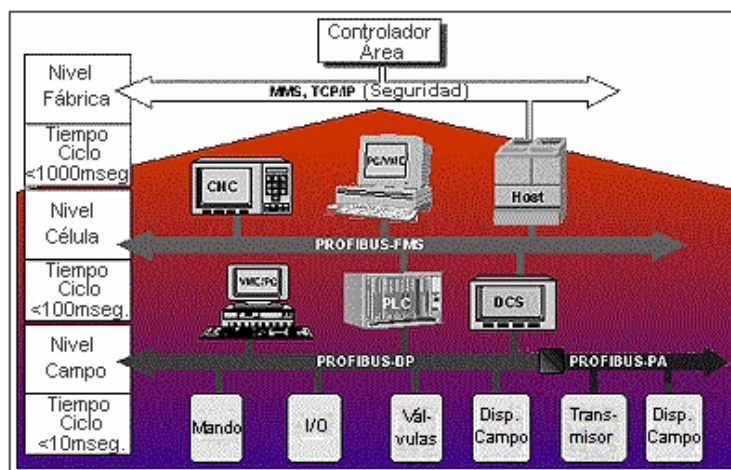 Controlador
Área
Nivel
Fábrica
MMS, TCP/IP (Seguridad)
Tiempo
Ciclo
<1000mseg.
CNC
PC/VMC
Host
Nivel
Célula
PROFIBUS-FMS
Tiempo
Ciclo
<100mseg.
VMC/PC
PLC
DCS
Nivel
Campo
PROFIBUS-DP
PROFIBUS-PA
Tiempo
Ciclo
<10mseg.
Mando
I/O
Vál-
vulas
Disp.
Campo
Trans-
misor
Disp.
Campo